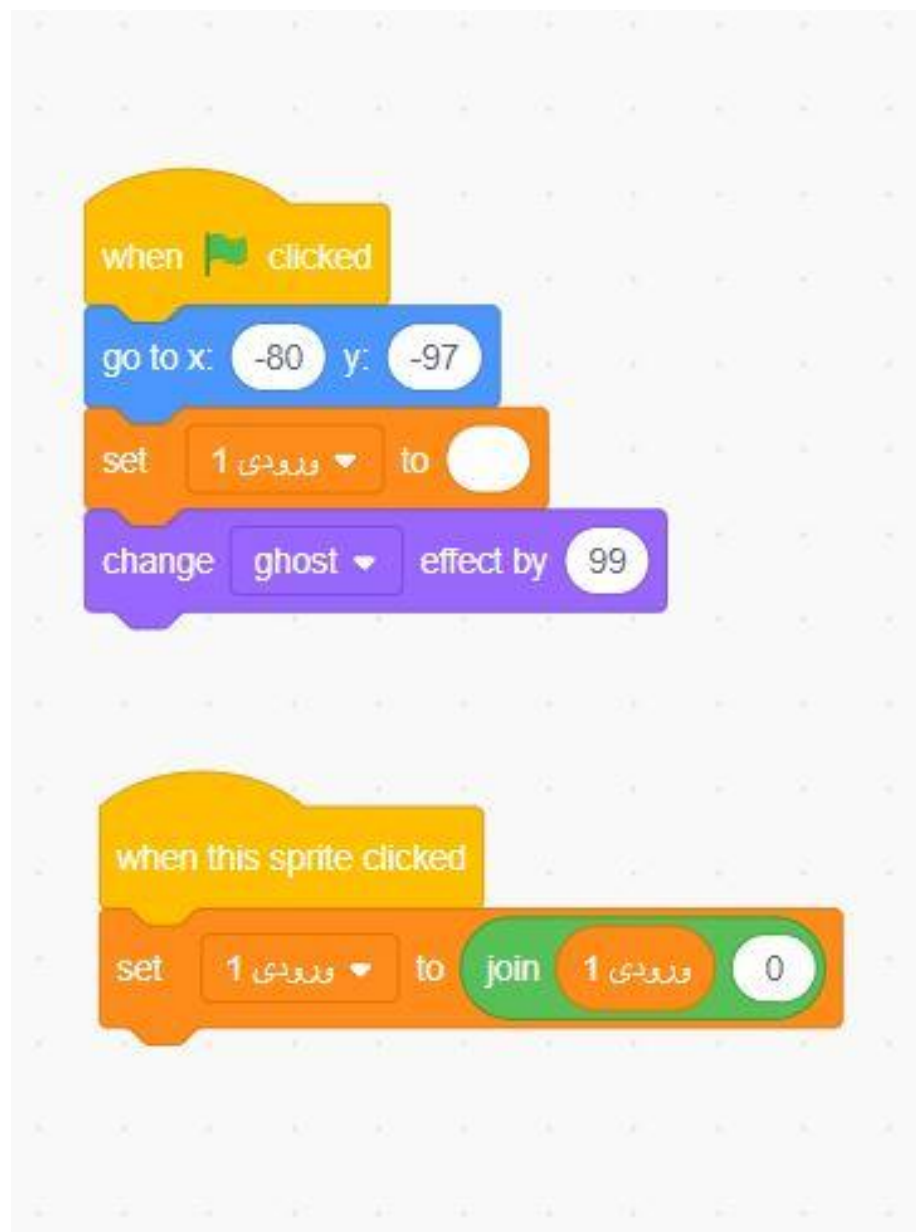 when clicked
go to x: -80 y: -97
set ورودی 1 to
change ghost effect by 99
when this sprite clicked
set ورودی 1 to join ورودی 1 0